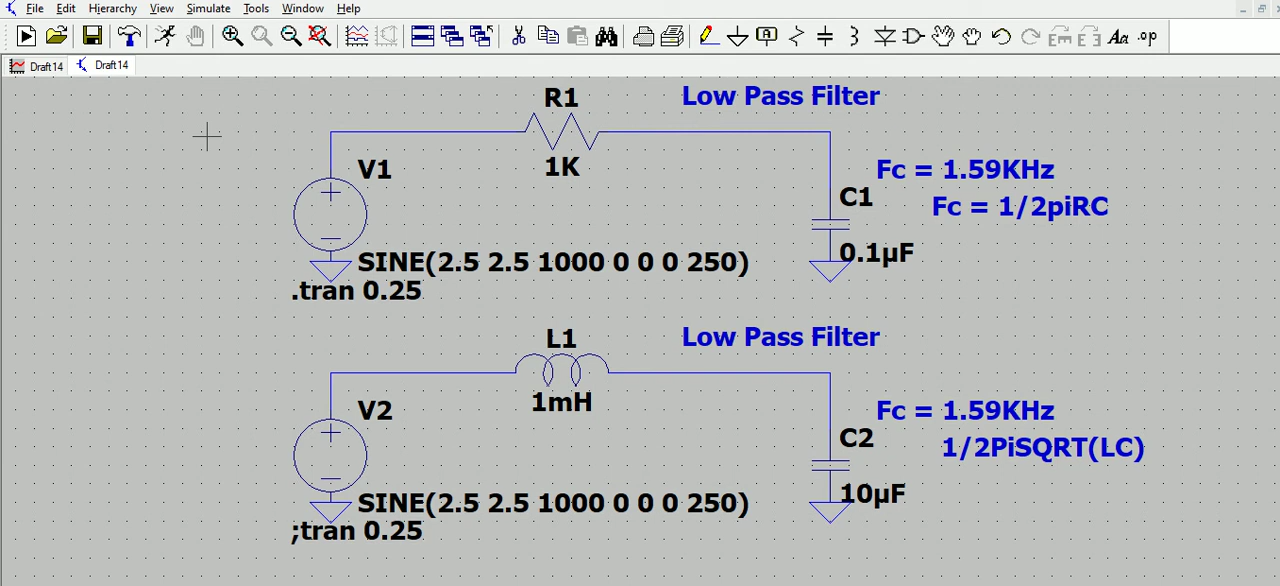 File Edit Hierarchy View Simulate Tools Window Help
.op
Draft14 Draft14
R1
Low Pass Filter
1K
V1
Fc = 1.59KHz
C1
Fc = 1/2piRC
0.1µF
SINE(2.5 2.5 1000 0 0 0 250)
.tran 0.25
L1
Low Pass Filter
1mH
V2
Fc = 1.59KHz
C2
1/2PiSQRT(LC)
10µF
SINE(2.5 2.5 1000 0 0 0 250)
;tran 0.25